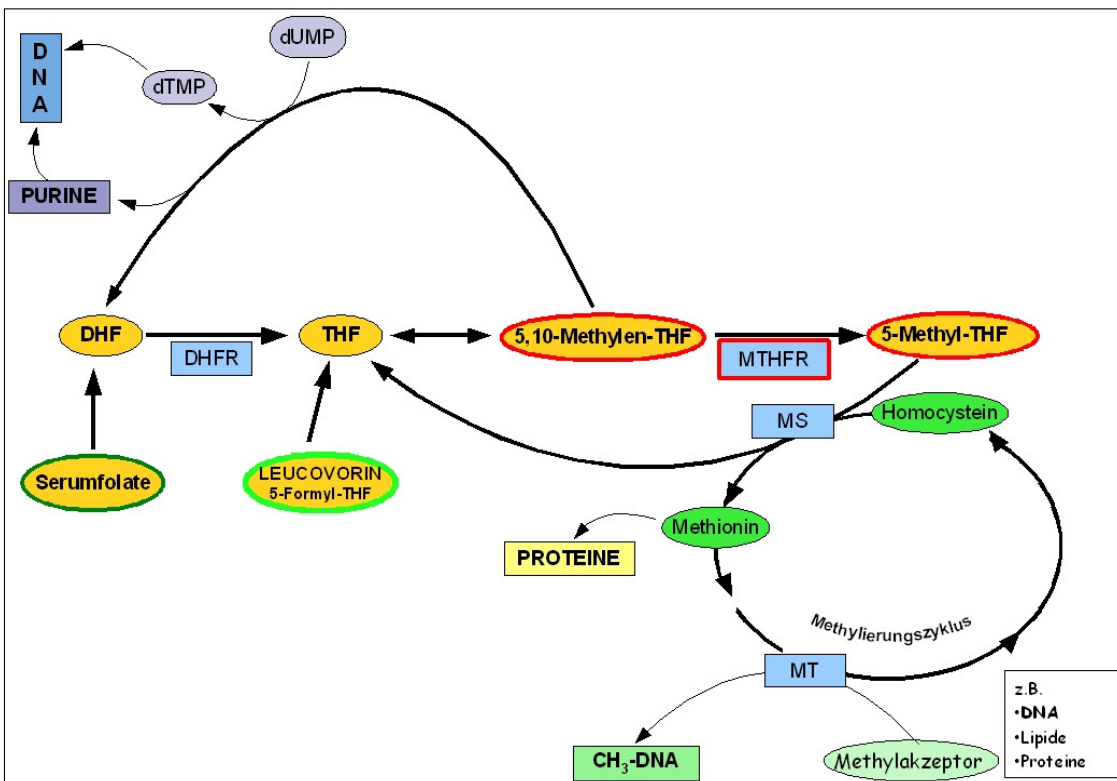 D
N
A
dUMP
dTMP
PURINE
DHF
DHFR
THF
5,10-Methylen-THF
MTHFR
5-Methyl-THF
MS
Homocystein
Serumfolate
LEUCOVORIN
5-Formyl-THF
Methionin
PROTEINE
Methylierungszyklus
MT
CH₃-DNA
Methylakzeptor
z.B.
•DNA
•Lipide
•Proteine